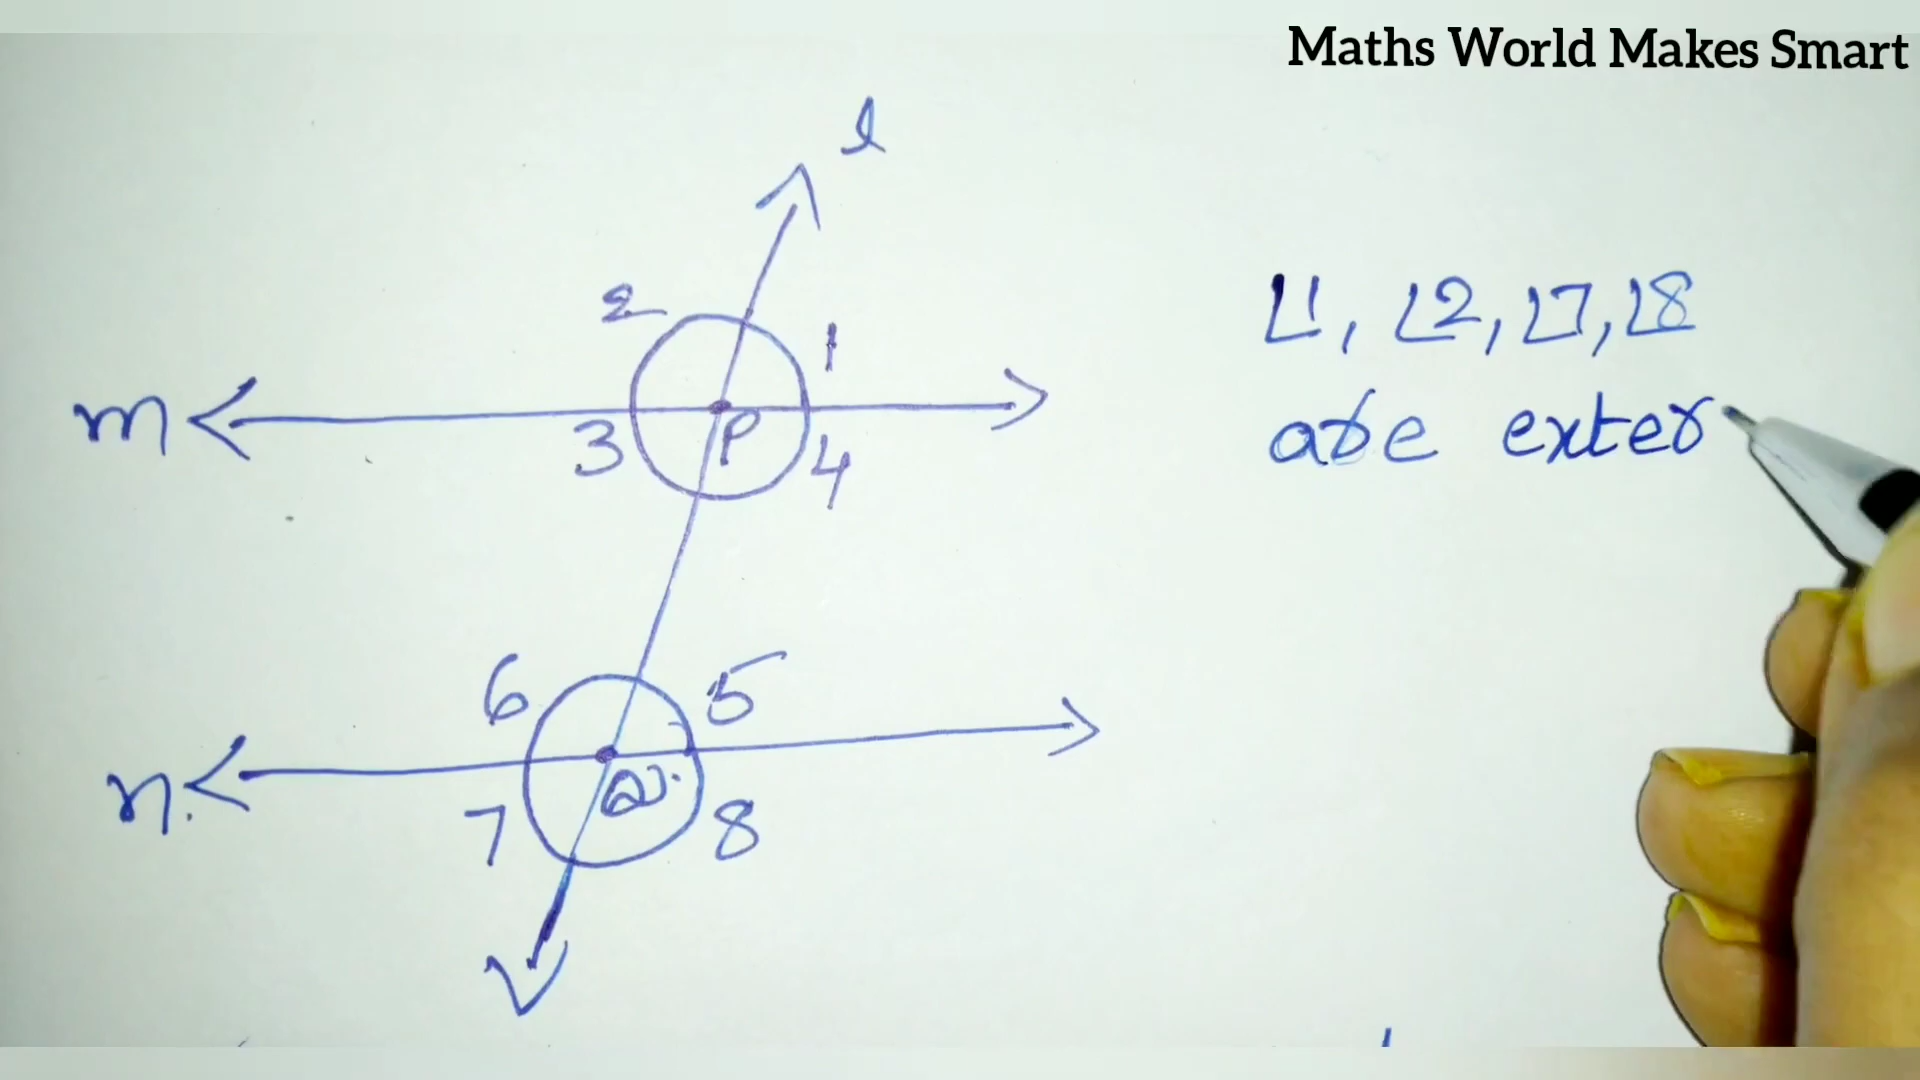 Maths World Makes Smart
l
2
1
∠1, ∠2, ∠7, ∠8
m
3
P
4
are exter
6
5
n.
7
Q
8